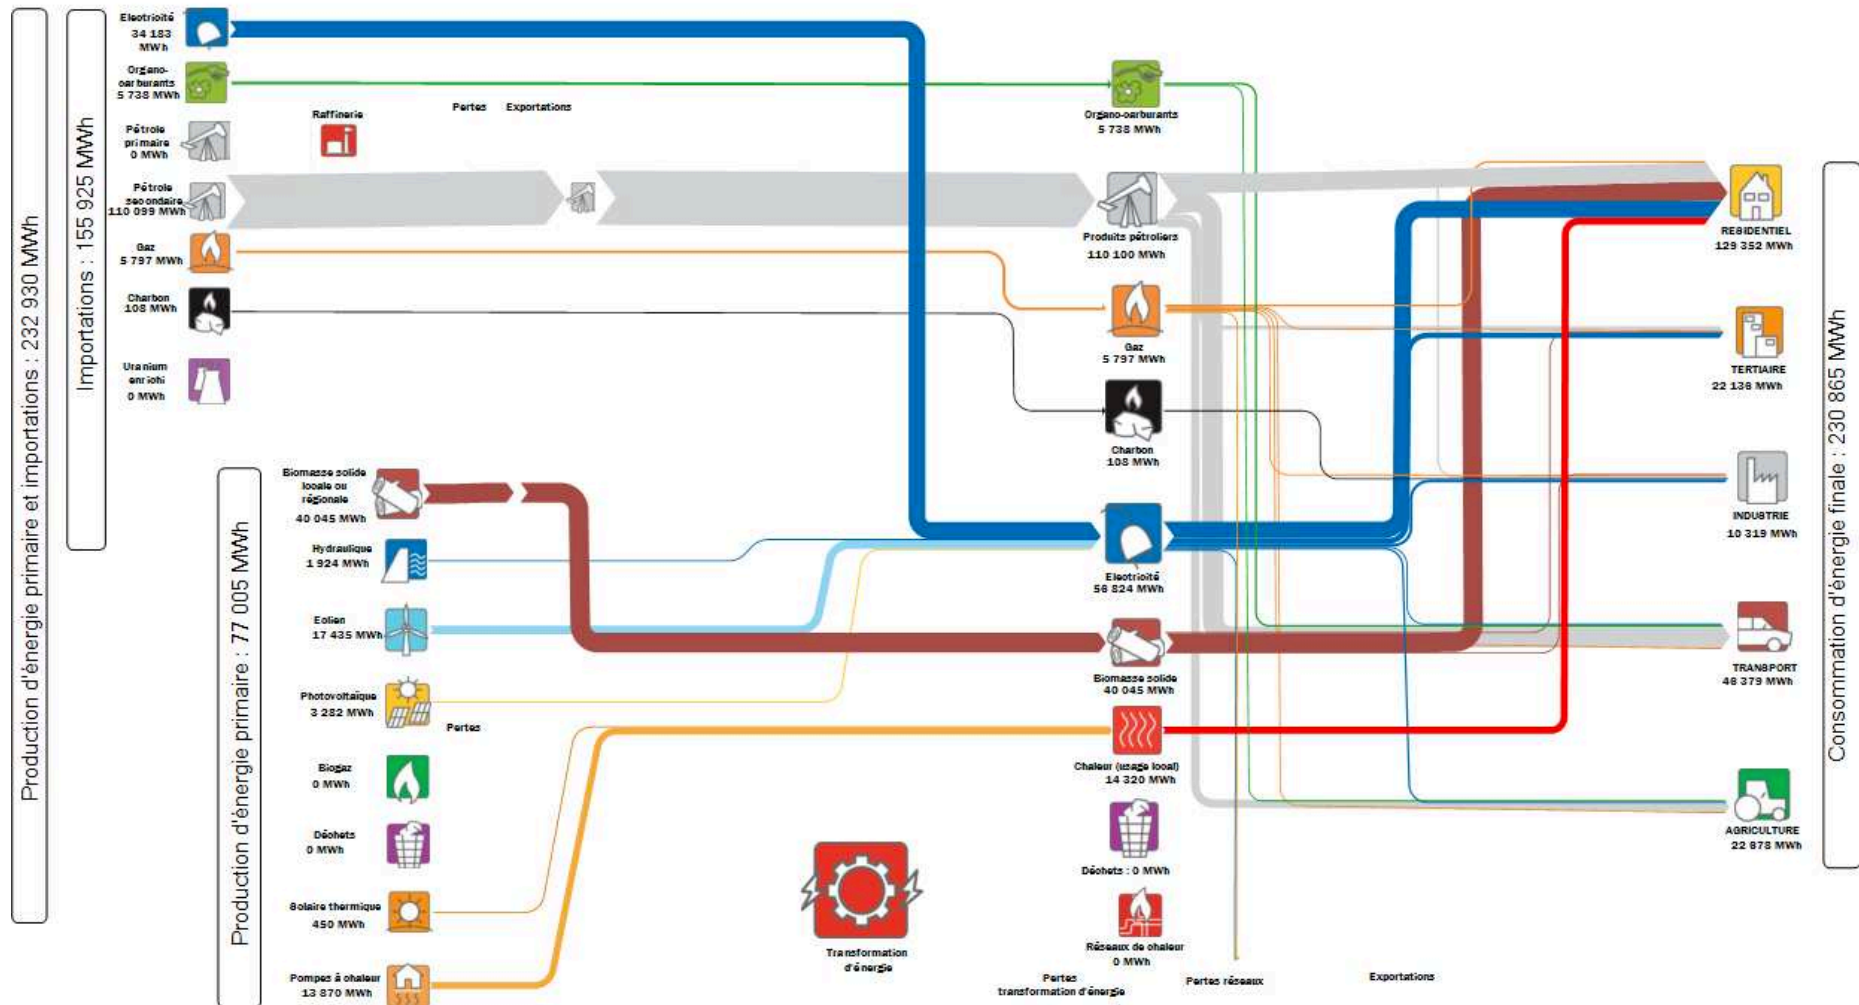 Production d'énergie primaire et importations : 232 930 MWh
Importations : 155 925 MWh
Electricité
34 183
MWh
Organo-
carburants
5 738 MWh
Pétrole
primaire
0 MWh
Pétrole
secondaire
110 099 MWh
Gaz
5 797 MWh
Charbon
108 MWh
Uranium
enrichi
0 MWh
Raffinerie
Pertes
Exportations
Production d'énergie primaire : 77 005 MWh
Biomasse solide
locale ou
régionale
40 045 MWh
Hydraulique
1 924 MWh
Eolien
17 435 MWh
Photovoltaïque
3 282 MWh
Pertes
Biogaz
0 MWh
Déchets
0 MWh
Solaire thermique
450 MWh
Pompes à chaleur
13 870 MWh
Transformation
d'énergie
Organo-carburants
5 738 MWh
Produits pétroliers
110 100 MWh
Gaz
5 797 MWh
Charbon
108 MWh
Electricité
56 824 MWh
Biomasse solide
40 045 MWh
Chaleur (usage local)
14 320 MWh
Déchets : 0 MWh
Réseaux de chaleur
0 MWh
Pertes
transformation d'énergie
Pertes réseaux
Exportations
RESIDENTIEL
129 352 MWh
TERTIAIRE
22 136 MWh
INDUSTRIE
10 319 MWh
TRANSPORT
46 379 MWh
AGRICULTURE
22 678 MWh
Consommation d'énergie finale : 230 865 MWh